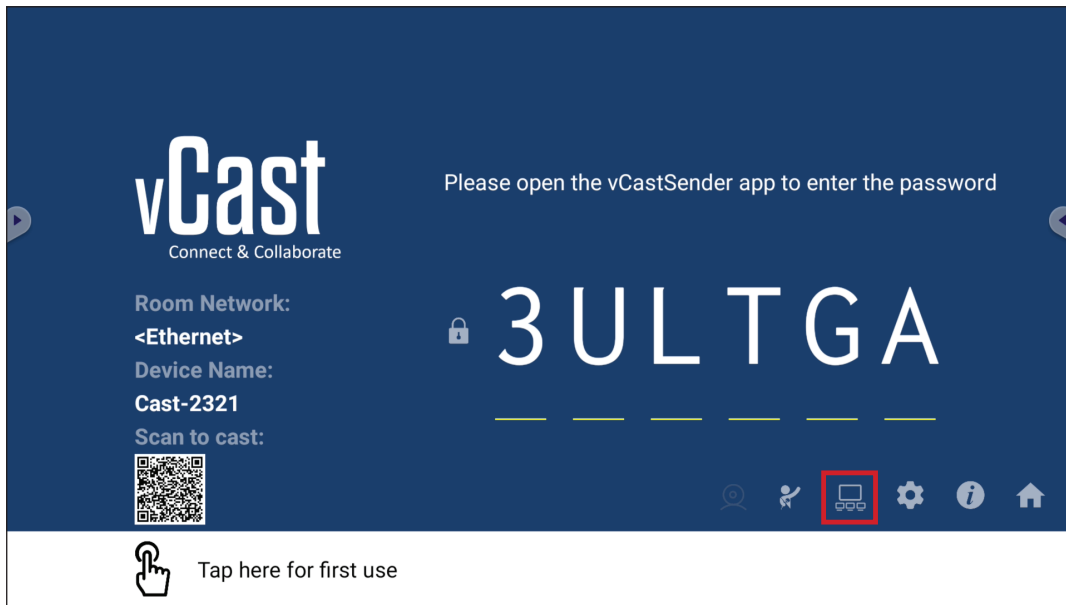 vCast
Connect & Collaborate
Please open the vCastSender app to enter the password
Room Network:
<Ethernet>
Device Name:
Cast-2321
Scan to cast:
3ULTGA
Tap here for first use